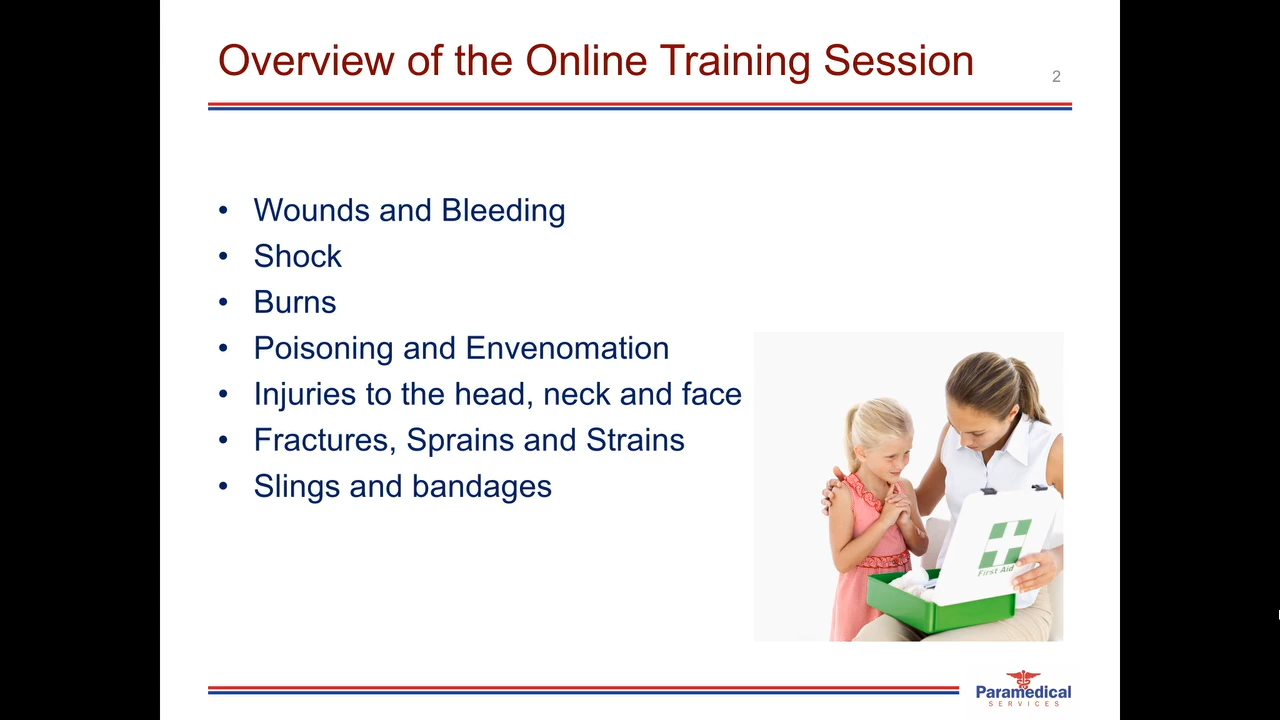 Overview of the Online Training Session
2
• Wounds and Bleeding
• Shock
• Burns
• Poisoning and Envenomation
• Injuries to the head, neck and face
• Fractures, Sprains and Strains
• Slings and bandages
First Aid
Paramedical
SERVICES